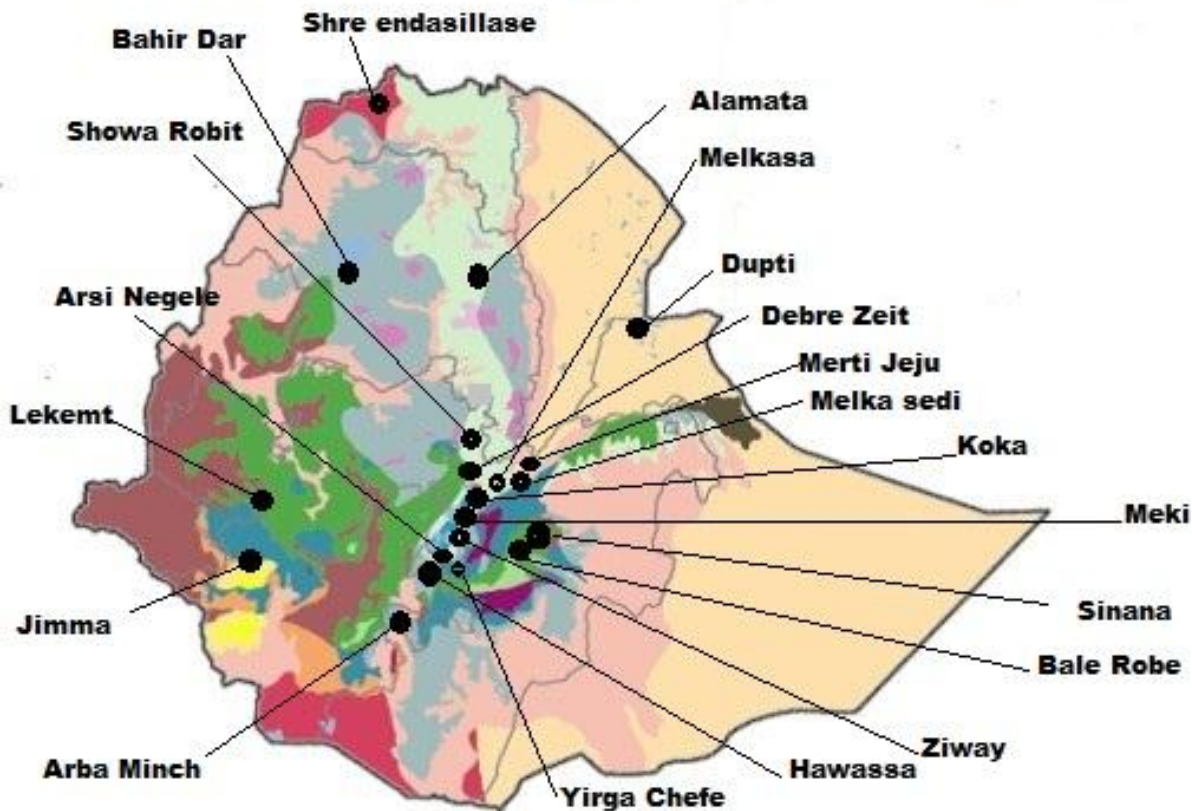 Shre endasillase
Bahir Dar
Alamata
Showa Robit
Melkasa
Dupti
Arsi Negele
Debre Zeit
Merti Jeju
Melka sedi
Lekemt
Koka
Meki
Sinana
Jimma
Bale Robe
Ziway
Arba Minch
Hawassa
Yirga Chefe